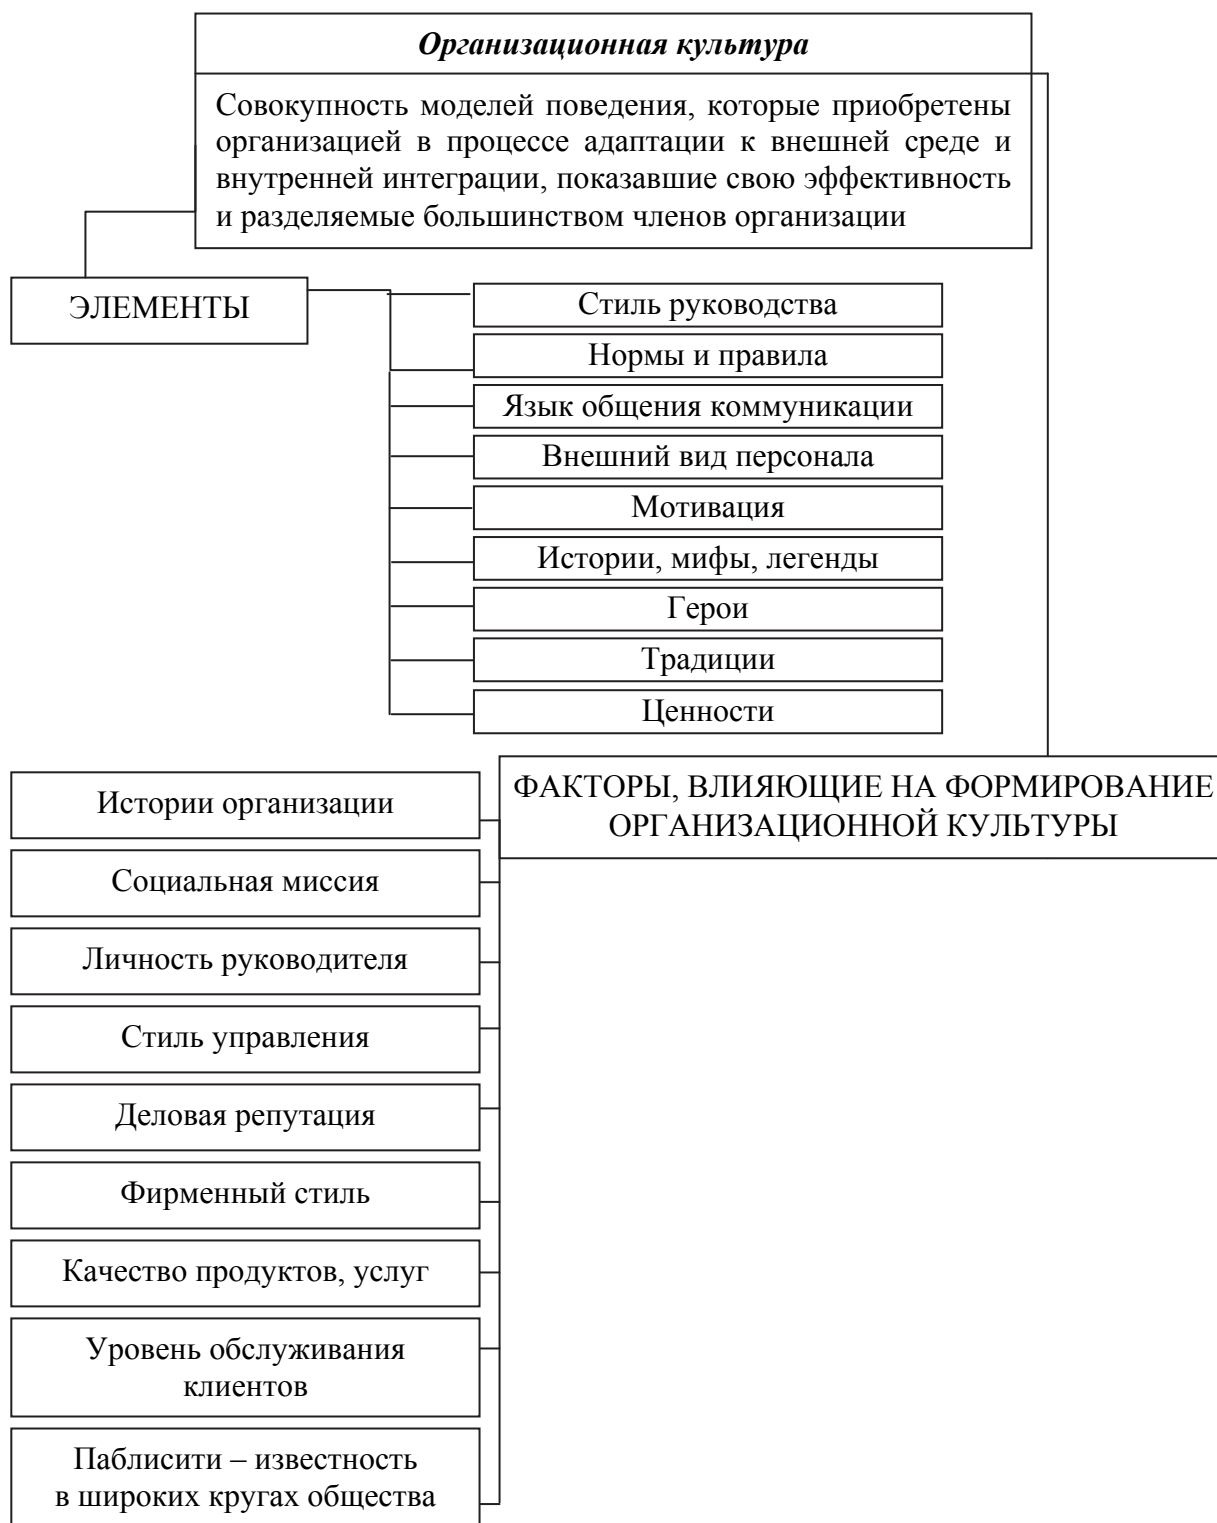 Организационная культура
Совокупность моделей поведения, которые приобретены
организацией в процессе адаптации к внешней среде и
внутренней интеграции, показавшие свою эффективность
и разделяемые большинством членов организации
ЭЛЕМЕНТЫ
Стиль руководства
Нормы и правила
Язык общения коммуникации
Внешний вид персонала
Мотивация
Истории, мифы, легенды
Герои
Традиции
Ценности
ФАКТОРЫ, ВЛИЯЮЩИЕ НА ФОРМИРОВАНИЕ
ОРГАНИЗАЦИОННОЙ КУЛЬТУРЫ
Истории организации
Социальная миссия
Личность руководителя
Стиль управления
Деловая репутация
Фирменный стиль
Качество продуктов, услуг
Уровень обслуживания
клиентов
Паблисити – известность
в широких кругах общества